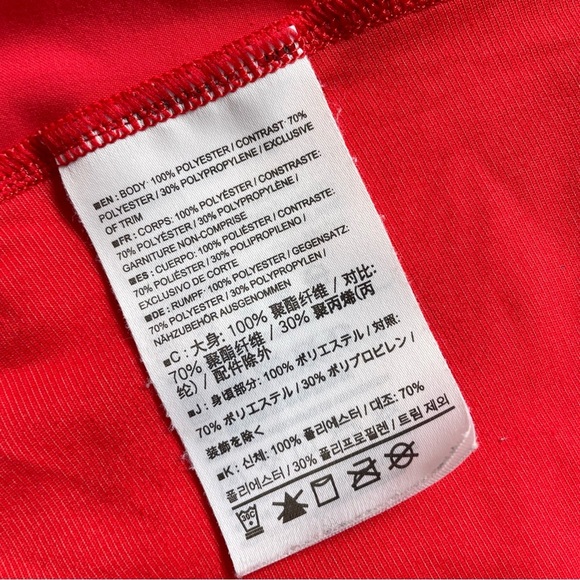 ■EN : BODY: 100% POLYESTER / CONTRAST: 70%
POLYESTER / 30% POLYPROPYLENE / EXCLUSIVE
OF TRIM
■FR : CORPS: 100% POLYÉSTER / CONSTRASTE:
70% POLYÉSTER / 30% POLYPROPYLÈNE /
GARNITURE NON-COMPRISE
■ES : CUERPO: 100% POLIÉSTER / CONTRASTE:
70% POLIÉSTER / 30% POLIPROPILENO /
EXCLUSIVO DE CORTE
■DE : RUMPF: 100% POLYESTER / GEGENSATZ:
70% POLYESTER / 30% POLYPROPYLEN /
NÄHZUBEHÖR AUSGENOMMEN
■C : 大身: 100% 聚酯纤维 / 对比:
70% 聚酯纤维 / 30% 聚丙烯(丙
纶) / 配件除外
■J : 身頃部分: 100% ポリエステル / 対照:
70% ポリエステル / 30% ポリプロピレン /
装飾を除く
■K : 신체: 100% 폴리에스터 / 대조: 70%
폴리에스터 / 30% 폴리프로필렌 / 트림 제외
30C